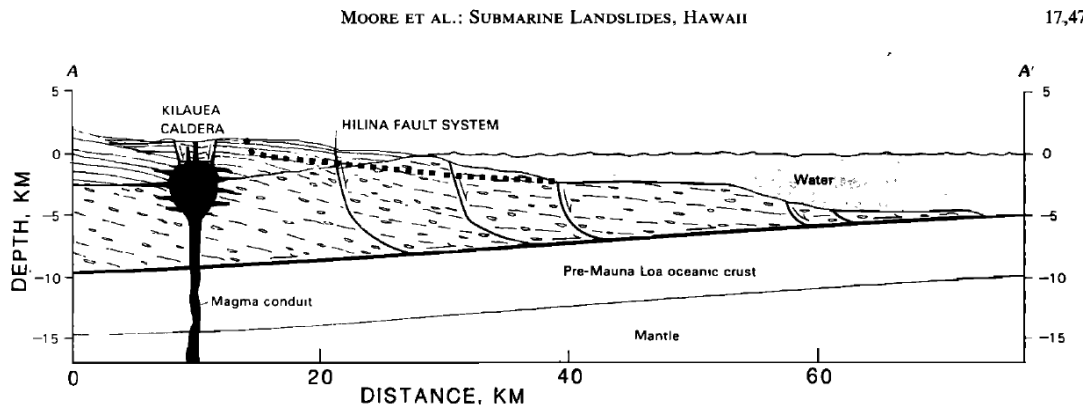 MOORE ET AL.: SUBMARINE LANDSLIDES, HAWAII 17,47
A A'
KILAUEA
CALDERA
HILINA FAULT SYSTEM
5 5
0 0
Water
-5 -5
Pre-Mauna Loa oceanic crust
-10 -10
Magma conduit
Mantle
-15 -15
DEPTH, KM
0 20 40 60
DISTANCE, KM